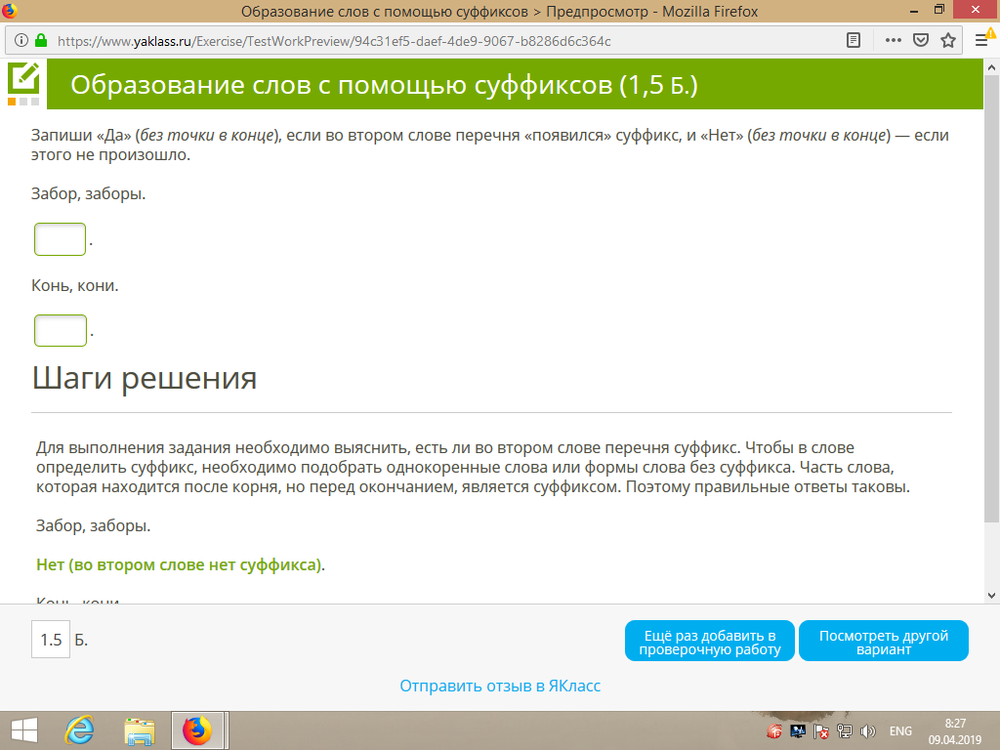 Образование слов с помощью суффиксов > Предпросмотр - Mozilla Firefox
https://www.yaklass.ru/Exercise/TestWorkPreview/94c31ef5-daef-4de9-9067-b8286d6c364c
Образование слов с помощью суффиксов (1,5 Б.)
Запиши «Да» (без точки в конце), если во втором слове перечня «появился» суффикс, и «Нет» (без точки в конце) — если
этого не произошло.
Забор, заборы.
.
Конь, кони.
.
Шаги решения
Для выполнения задания необходимо выяснить, есть ли во втором слове перечня суффикс. Чтобы в слове
определить суффикс, необходимо подобрать однокоренные слова или формы слова без суффикса. Часть слова,
которая находится после корня, но перед окончанием, является суффиксом. Поэтому правильные ответы таковы.
Забор, заборы.
Нет (во втором слове нет суффикса).
Конь, кони.
1.5 Б.
Ещё раз добавить в
проверочную работу
Посмотреть другой
вариант
Отправить отзыв в ЯКласс
ENG
8:27
09.04.2019